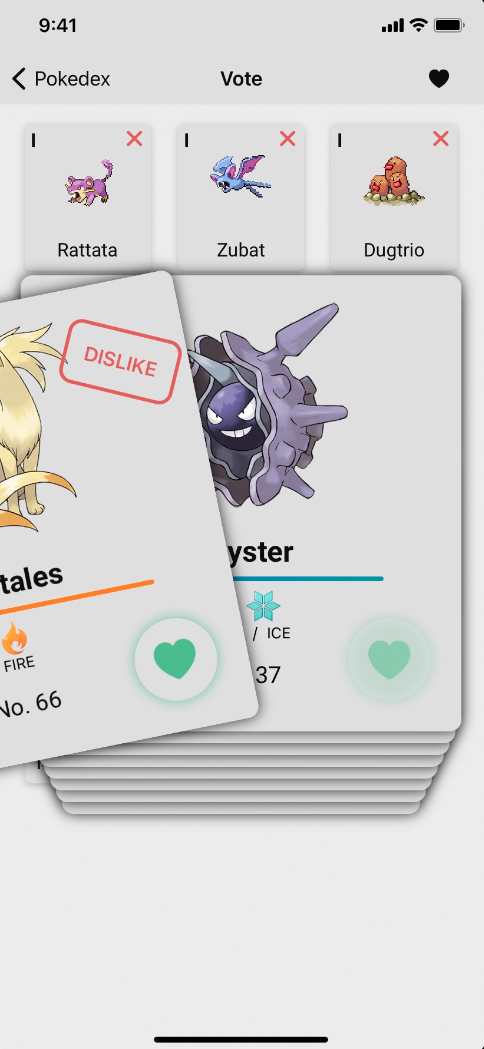 9:41
Pokedex
Vote
I
I
I
Rattata
Zubat
Dugtrio
DISLIKE
tales
yster
FIRE
/ ICE
No. 66
37